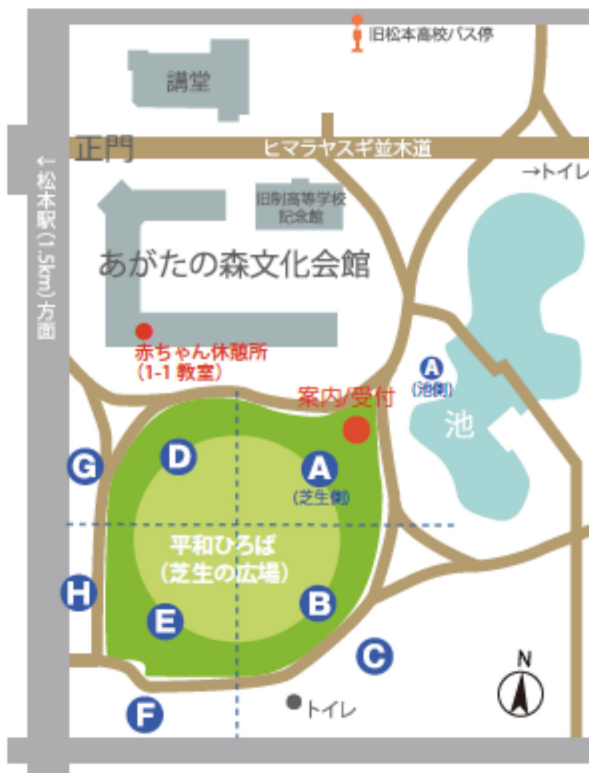 旧松本高校バス停
講堂
正門
ヒマラヤスギ並木道
→トイレ
旧制高等学校
記念館
←松本駅(1.5km)方面
あがたの森文化会館
赤ちゃん休憩所
(1-1 教室)
案内/受付
A
(池側)
池
D
A
(芝生側)
G
平和ひろば
(芝生の広場)
H
B
E
C
F
トイレ
N